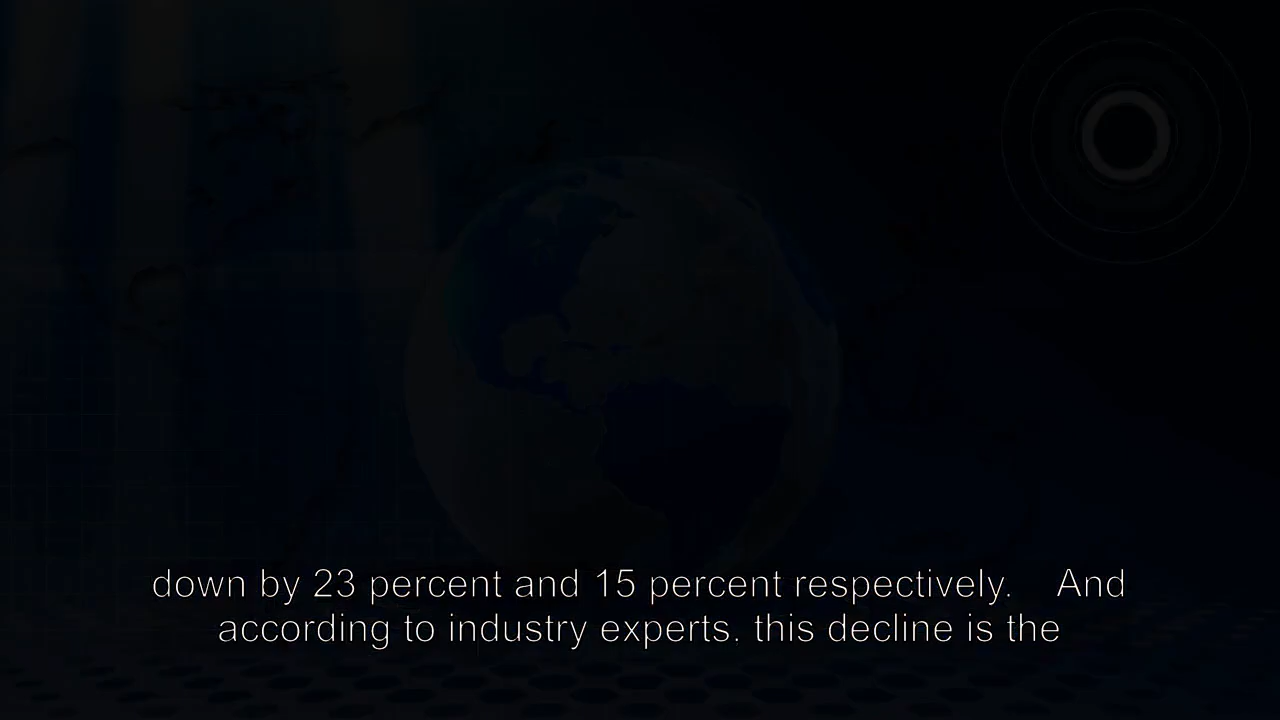 down by 23 percent and 15 percent respectively. And
according to industry experts. this decline is the